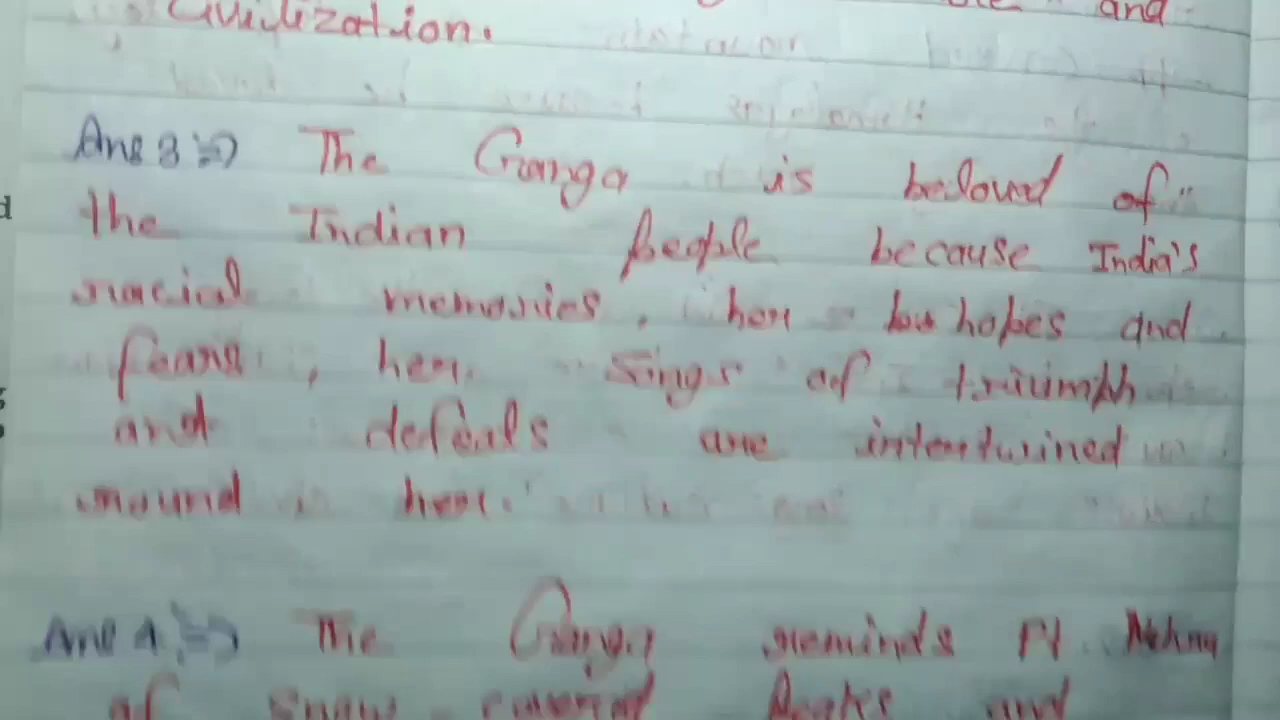 Civilization. and
Ans 3 => The Ganga is beloved of
the Indian people because India's
racial memories, her hopes and
fears, her sings of triumph
and defeats are intertwined
round her.
Ans 4 => The Ganga reminds Pt Nehru
of snow covered Peaks and